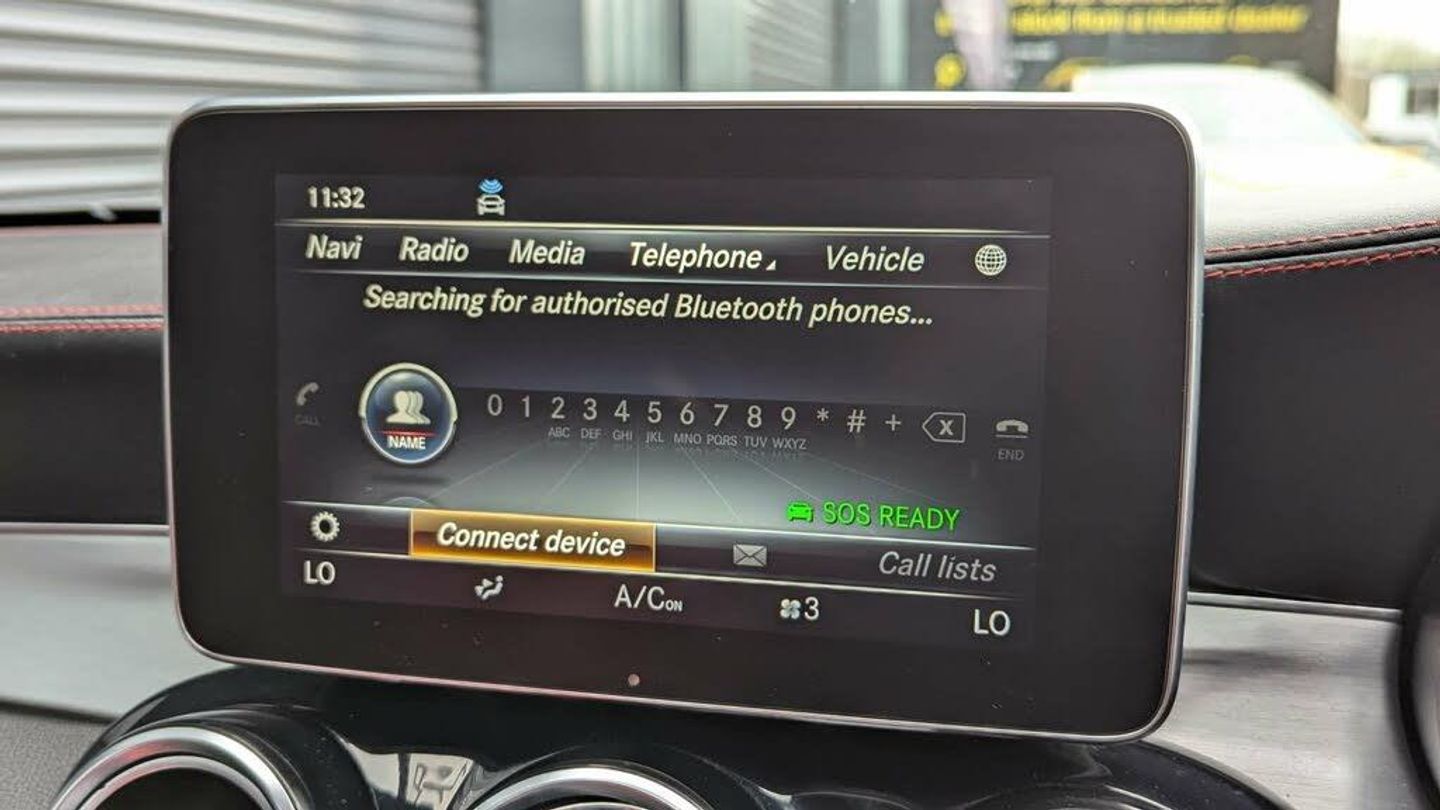 11:32
Navi Radio Media Telephone Vehicle
Searching for authorised Bluetooth phones...
CALL NAME 0 1 2 3 4 5 6 7 8 9 * # + X END
ABC DEF GHI JKL MNO PQRS TUV WXYZ
SOS READY
Connect device Call lists
LO A/C ON 3 LO